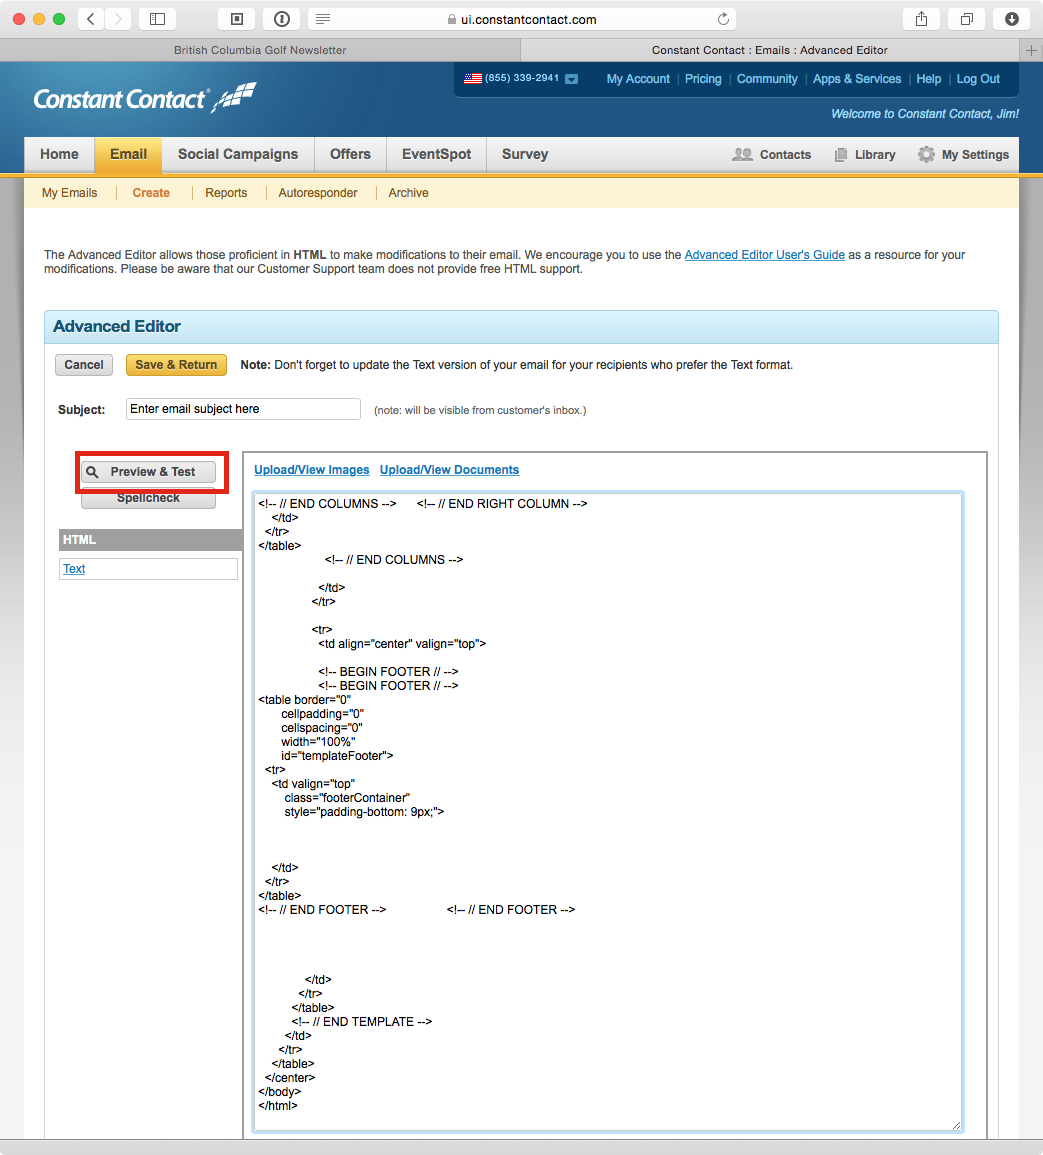 ui.constantcontact.com
British Columbia Golf Newsletter
Constant Contact : Emails : Advanced Editor
Constant Contact®
(855) 339-2941
My Account | Pricing | Community | Apps & Services | Help | Log Out
Welcome to Constant Contact, Jim!
Home Email Social Campaigns Offers EventSpot Survey Contacts Library My Settings
My Emails Create Reports Autoresponder Archive
The Advanced Editor allows those proficient in HTML to make modifications to their email. We encourage you to use the Advanced Editor User's Guide as a resource for your
modifications. Please be aware that our Customer Support team does not provide free HTML support.
Advanced Editor
Cancel Save & Return Note: Don't forget to update the Text version of your email for your recipients who prefer the Text format.
Subject: Enter email subject here (note: will be visible from customer's inbox.)
Preview & Test
Spellcheck
HTML
Text
Upload/View Images Upload/View Documents
<!-- // END COLUMNS --> <!-- // END RIGHT COLUMN -->
</td>
</tr>
</table>
<!-- // END COLUMNS -->
</td>
</tr>
<tr>
<td align="center" valign="top">
<!-- BEGIN FOOTER // -->
<!-- BEGIN FOOTER // -->
<table border="0"
cellpadding="0"
cellspacing="0"
width="100%"
id="templateFooter">
<tr>
<td valign="top"
class="footerContainer"
style="padding-bottom: 9px;">
</td>
</tr>
</table>
<!-- // END FOOTER --> <!-- // END FOOTER -->
</td>
</tr>
</table>
<!-- // END TEMPLATE -->
</td>
</tr>
</table>
</center>
</body>
</html>